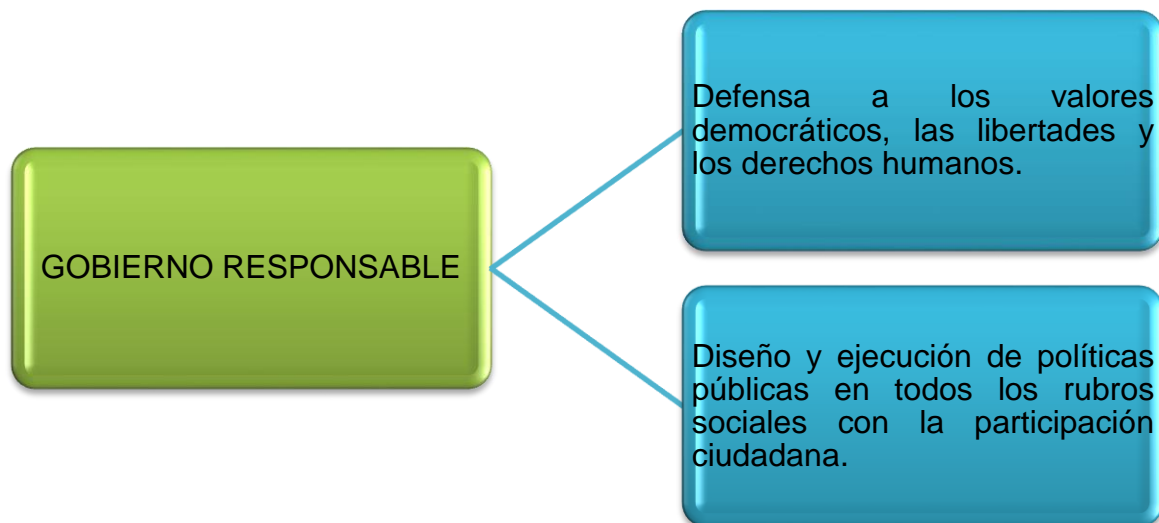 GOBIERNO RESPONSABLE
Defensa a los valores
democráticos, las libertades y
los derechos humanos.
Diseño y ejecución de políticas
públicas en todos los rubros
sociales con la participación
ciudadana.